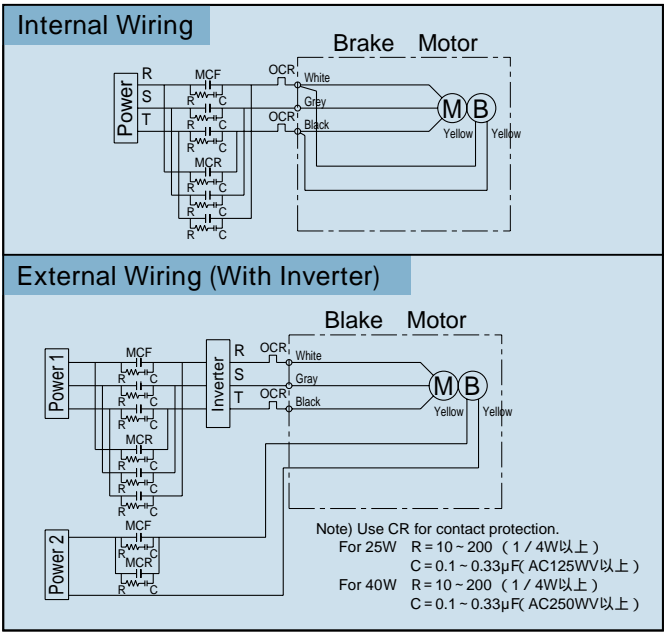 Internal Wiring
Brake Motor
Power
R
S
T
MCF
R C
R C
R C
MCR
R C
R C
R C
OCR
OCR
White
Grey
Black
M
B
Yellow
Yellow
External Wiring (With Inverter)
Blake Motor
Power 1
MCF
R C
R C
R C
MCR
R C
R C
R C
Inverter
R
S
T
OCR
OCR
White
Gray
Black
M
B
Yellow
Yellow
Power 2
MCF
R C
MCR
R C
Note) Use CR for contact protection.
For 25W R=10~200 (1/4W以上)
C=0.1~0.33μF(AC125WV以上)
For 40W R=10~200 (1/4W以上)
C=0.1~0.33μF(AC250WV以上)